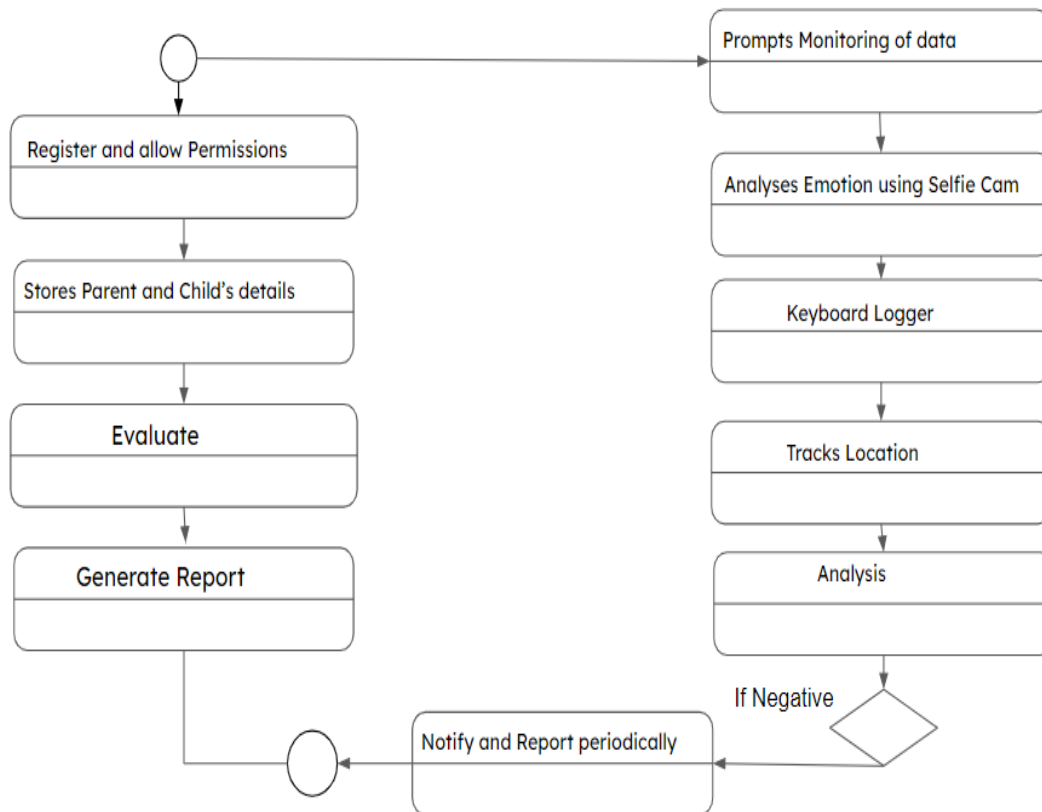 Prompts Monitoring of data
Register and allow Permissions
Analyses Emotion using Selfie Cam
Stores Parent and Child’s details
Keyboard Logger
Evaluate
Tracks Location
Generate Report
Analysis
If Negative
Notify and Report periodically